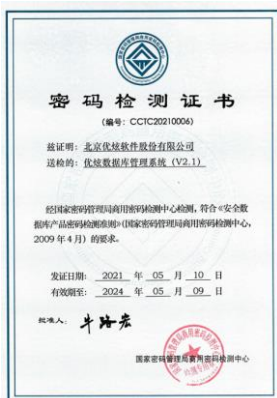 密码检测证书
(编号：CCTC20210006)
兹证明：北京优炫软件股份有限公司
送检的：优炫数据库管理系统（V2.1）
经国家密码管理局商用密码检测中心检测，符合《安全数
据库产品密码检测准则》(国家密码管理局商用密码检测中心，
2009年4月）的要求。
发证日期： 2021 年 05 月 10 日
有效期至： 2024 年 05 月 09 日
批准人： 牛路宏
国家密码管理局商用密码检测中心